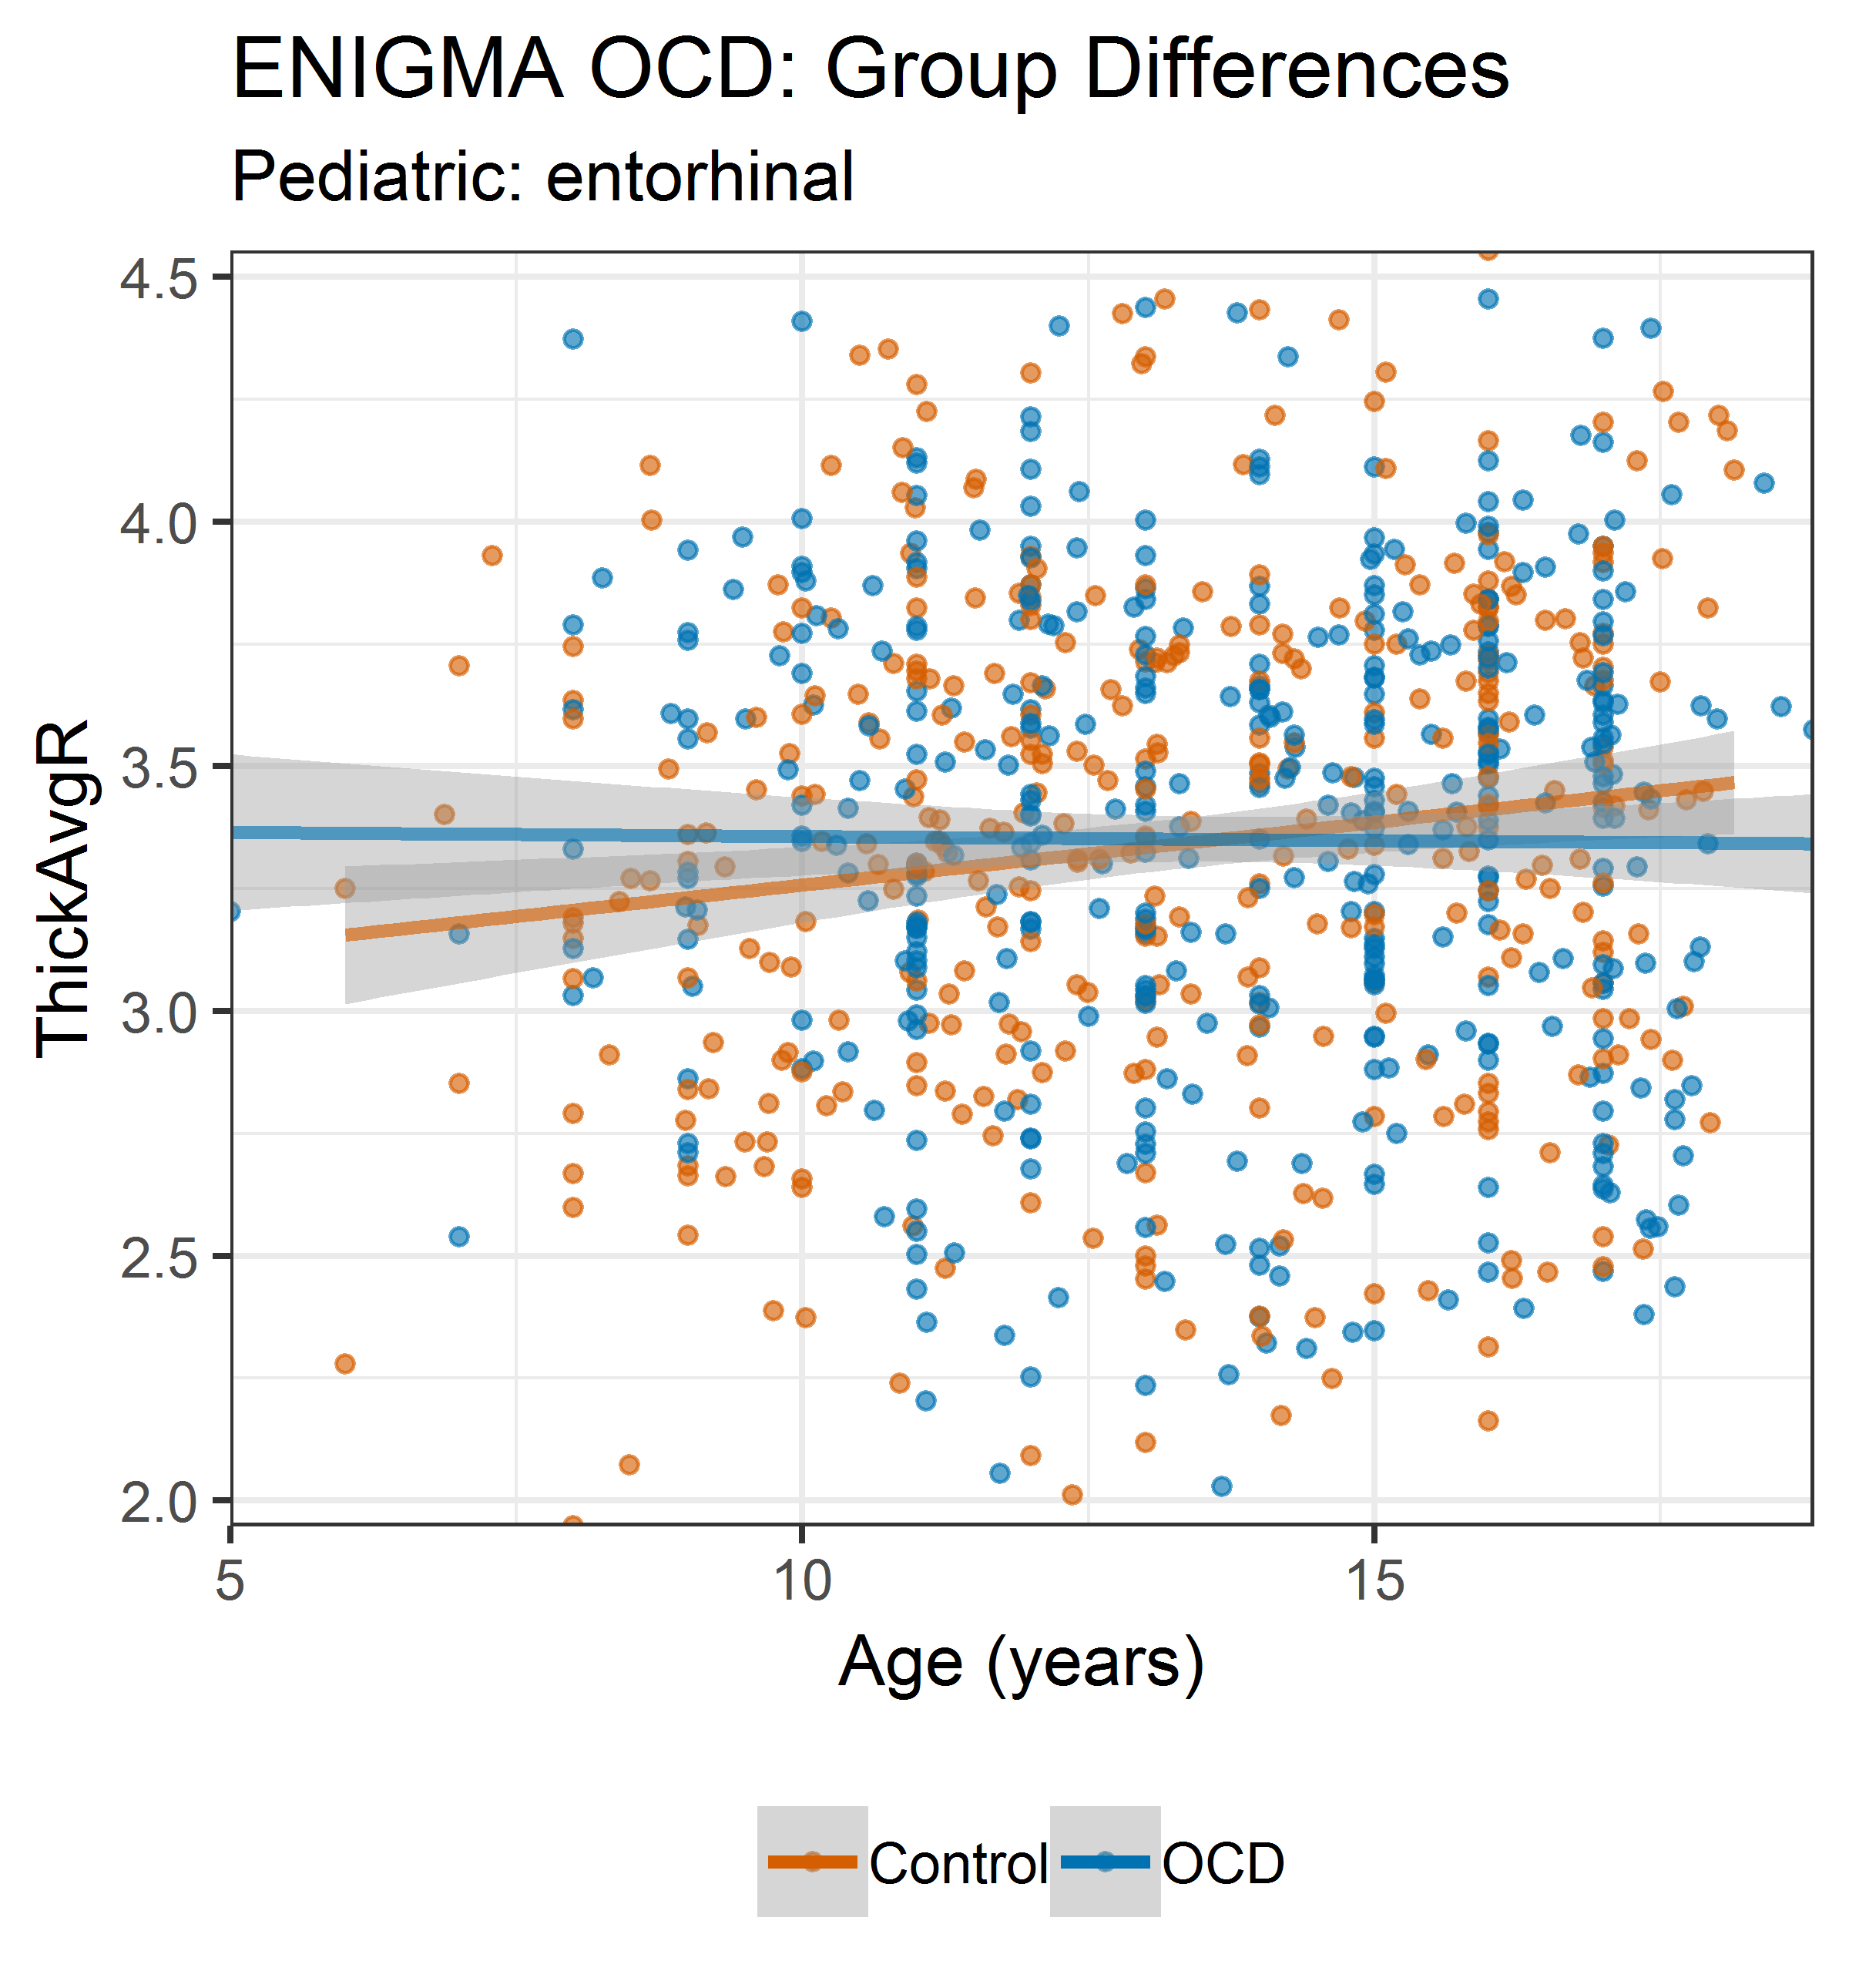 ENIGMA OCD: Group Differences
Pediatric: entorhinal
4.5
4.0
3.5
3.0
2.5
2.0
ThickAvgR
5 10 15
Age (years)
Control OCD